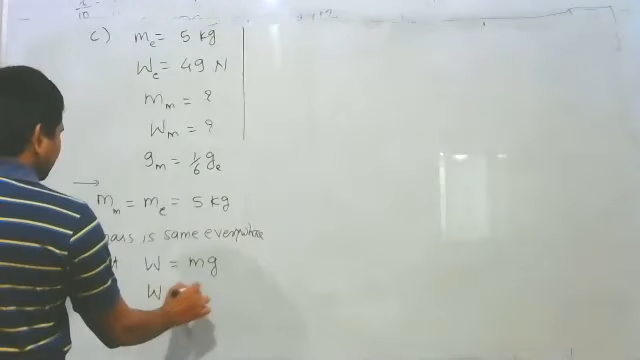 c) mₑ = 5 kg
Wₑ = 49 N
mₘ = ?
Wₘ = ?
gₘ = 1/6 gₑ
→
mₘ = mₑ = 5 kg
mass is same everywhere
W = mg
W